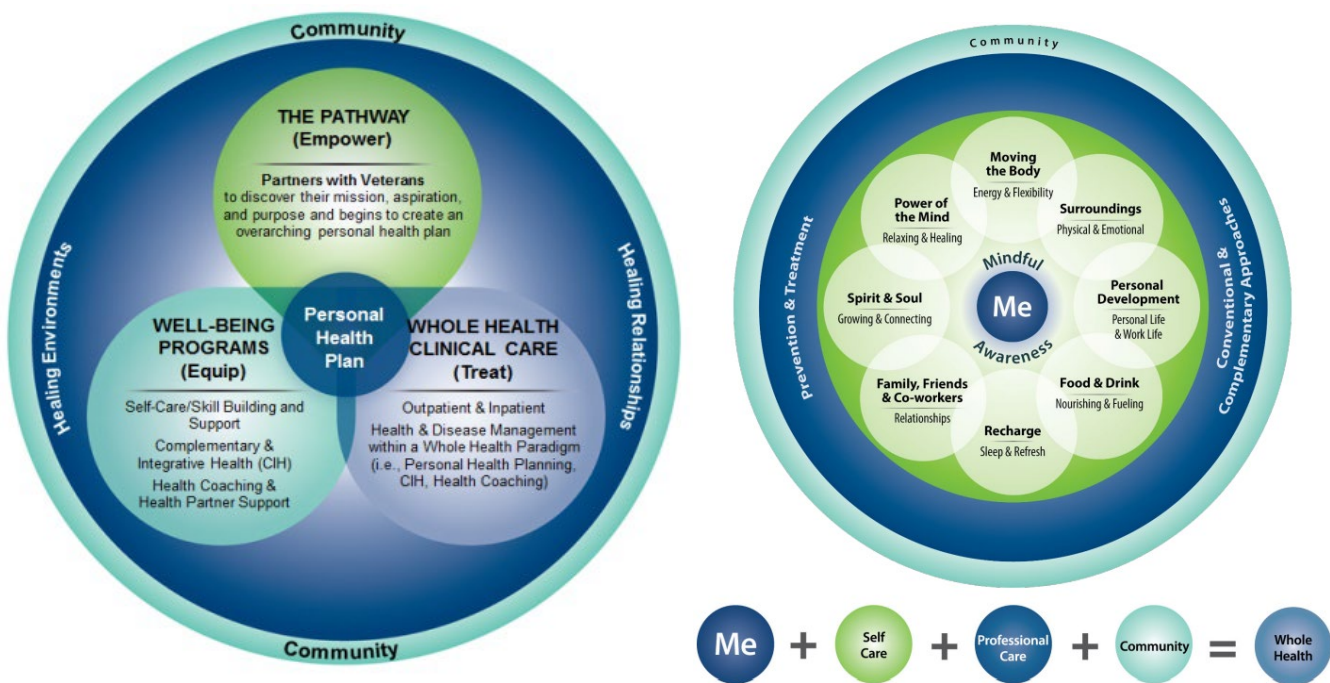 Community
THE PATHWAY
(Empower)
Partners with Veterans
to discover their mission, aspiration,
and purpose and begins to create an
overarching personal health plan
Healing Environments
Healing Relationships
Personal
Health
Plan
WELL-BEING
PROGRAMS
(Equip)
Self-Care/Skill Building and
Support
Complementary &
Integrative Health (CIH)
Health Coaching &
Health Partner Support
WHOLE HEALTH
CLINICAL CARE
(Treat)
Outpatient & Inpatient
Health & Disease Management
within a Whole Health Paradigm
(i.e., Personal Health Planning,
CIH, Health Coaching)
Community
Community
Prevention & Treatment
Conventional &
Complementary Approaches
Moving
the Body
Energy & Flexibility
Surroundings
Physical & Emotional
Personal
Development
Personal Life
& Work Life
Food & Drink
Nourishing & Fueling
Recharge
Sleep & Refresh
Family, Friends
& Co-workers
Relationships
Spirit & Soul
Growing & Connecting
Power of
the Mind
Relaxing & Healing
Mindful
Me
Awareness
Me + Self Care + Professional Care + Community = Whole Health